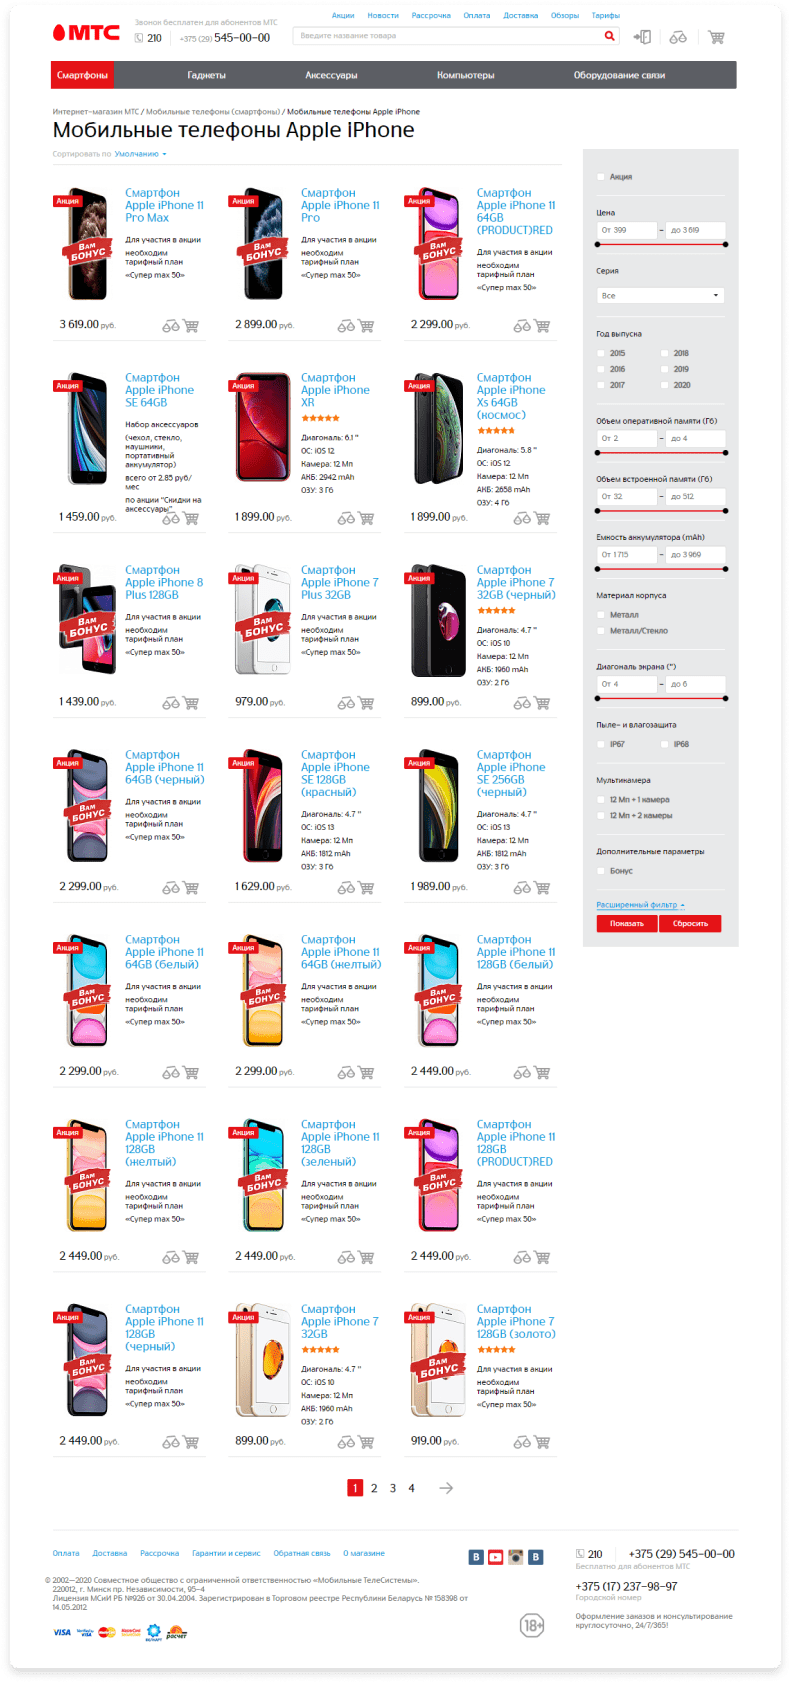 Акции Новости Рассрочка Оплата Доставка Обзоры Тарифы
МТС
Звонок бесплатен для абонентов МТС
210 +375 (29) 545-00-00
Введите название товара
Смартфоны Гаджеты Аксессуары Компьютеры Оборудование связи
Интернет-магазин МТС / Мобильные телефоны (смартфоны) / Мобильные телефоны Apple iPhone
Мобильные телефоны Apple iPhone
Сортировать по Умолчанию
Акция
Вам БОНУС
Смартфон
Apple iPhone 11
Pro Max
Для участия в акции
необходим
тарифный план
«Супер max 50»
3 619.00 руб.
Акция
Вам БОНУС
Смартфон
Apple iPhone 11
Pro
Для участия в акции
необходим
тарифный план
«Супер max 50»
2 899.00 руб.
Акция
Вам БОНУС
Смартфон
Apple iPhone 11
64GB
(PRODUCT)RED
Для участия в акции
необходим
тарифный план
«Супер max 50»
2 299.00 руб.
Акция
Смартфон
Apple iPhone
SE 64GB
Набор аксессуаров
(чехол, стекло,
наушники,
портативный
аккумулятор)
всего от 2.85 руб/
мес
по акции "Скидки на
аксессуары"
1 459.00 руб.
Акция
Смартфон
Apple iPhone
XR
Диагональ: 6.1 "
ОС: iOS 12
Камера: 12 Мп
АКБ: 2942 mAh
ОЗУ: 3 Гб
1 899.00 руб.
Акция
Смартфон
Apple iPhone
Xs 64GB
(космос)
Диагональ: 5.8 "
ОС: iOS 12
Камера: 12 Мп
АКБ: 2658 mAh
ОЗУ: 4 Гб
1 899.00 руб.
Акция
Вам БОНУС
Смартфон
Apple iPhone 8
Plus 128GB
Для участия в акции
необходим
тарифный план
«Супер max 50»
1 439.00 руб.
Акция
Вам БОНУС
Смартфон
Apple iPhone 7
Plus 32GB
Для участия в акции
необходим
тарифный план
«Супер max 50»
979.00 руб.
Акция
Смартфон
Apple iPhone 7
32GB (черный)
Диагональ: 4.7 "
ОС: iOS 10
Камера: 12 Мп
АКБ: 1960 mAh
ОЗУ: 2 Гб
899.00 руб.
Акция
Вам БОНУС
Смартфон
Apple iPhone 11
64GB (черный)
Для участия в акции
необходим
тарифный план
«Супер max 50»
2 299.00 руб.
Акция
Смартфон
Apple iPhone
SE 128GB
(красный)
Диагональ: 4.7 "
ОС: iOS 13
Камера: 12 Мп
АКБ: 1812 mAh
ОЗУ: 3 Гб
1 629.00 руб.
Акция
Смартфон
Apple iPhone
SE 256GB
(черный)
Диагональ: 4.7 "
ОС: iOS 13
Камера: 12 Мп
АКБ: 1812 mAh
ОЗУ: 3 Гб
1 989.00 руб.
Акция
Вам БОНУС
Смартфон
Apple iPhone 11
64GB (белый)
Для участия в акции
необходим
тарифный план
«Супер max 50»
2 299.00 руб.
Акция
Вам БОНУС
Смартфон
Apple iPhone 11
64GB (желтый)
Для участия в акции
необходим
тарифный план
«Супер max 50»
2 299.00 руб.
Акция
Вам БОНУС
Смартфон
Apple iPhone 11
128GB (белый)
Для участия в акции
необходим
тарифный план
«Супер max 50»
2 449.00 руб.
Акция
Вам БОНУС
Смартфон
Apple iPhone 11
128GB
(желтый)
Для участия в акции
необходим
тарифный план
«Супер max 50»
2 449.00 руб.
Акция
Вам БОНУС
Смартфон
Apple iPhone 11
128GB
(зеленый)
Для участия в акции
необходим
тарифный план
«Супер max 50»
2 449.00 руб.
Акция
Вам БОНУС
Смартфон
Apple iPhone 11
128GB
(PRODUCT)RED
Для участия в акции
необходим
тарифный план
«Супер max 50»
2 449.00 руб.
Акция
Вам БОНУС
Смартфон
Apple iPhone 11
128GB
(черный)
Для участия в акции
необходим
тарифный план
«Супер max 50»
2 449.00 руб.
Акция
Смартфон
Apple iPhone 7
32GB
Диагональ: 4.7 "
ОС: iOS 10
Камера: 12 Мп
АКБ: 1960 mAh
ОЗУ: 2 Гб
899.00 руб.
Акция
Вам БОНУС
Смартфон
Apple iPhone 7
128GB (золото)
Для участия в акции
необходим
тарифный план
«Супер max 50»
919.00 руб.
Акция
Цена
От 399 – до 3 619
Серия
Все
Год выпуска
2015 2018
2016 2019
2017 2020
Объем оперативной памяти (Гб)
От 2 – до 4
Объем встроенной памяти (Гб)
От 32 – до 512
Емкость аккумулятора (mAh)
От 1 715 – до 3 969
Материал корпуса
Металл
Металл/Стекло
Диагональ экрана (")
От 4 – до 6
Пыле- и влагозащита
IP67 IP68
Мультикамера
12 Мп + 1 камера
12 Мп + 2 камеры
Дополнительные параметры
Бонус
Расширенный фильтр
Показать Сбросить
1 2 3 4
Оплата Доставка Рассрочка Гарантии и сервис Обратная связь О магазине
© 2002—2020 Совместное общество с ограниченной ответственностью «Мобильные ТелеСистемы».
220012, г. Минск пр. Независимости, 95-4
Лицензия МСиИ РБ №926 от 30.04.2004. Зарегистрирован в Торговом реестре Республики Беларусь № 158398 от
14.05.2012
VISA
18+
210 +375 (29) 545-00-00
Бесплатно для абонентов МТС
+375 (17) 237-98-97
Городской номер
Оформление заказов и консультирование
круглосуточно, 24/7/365!